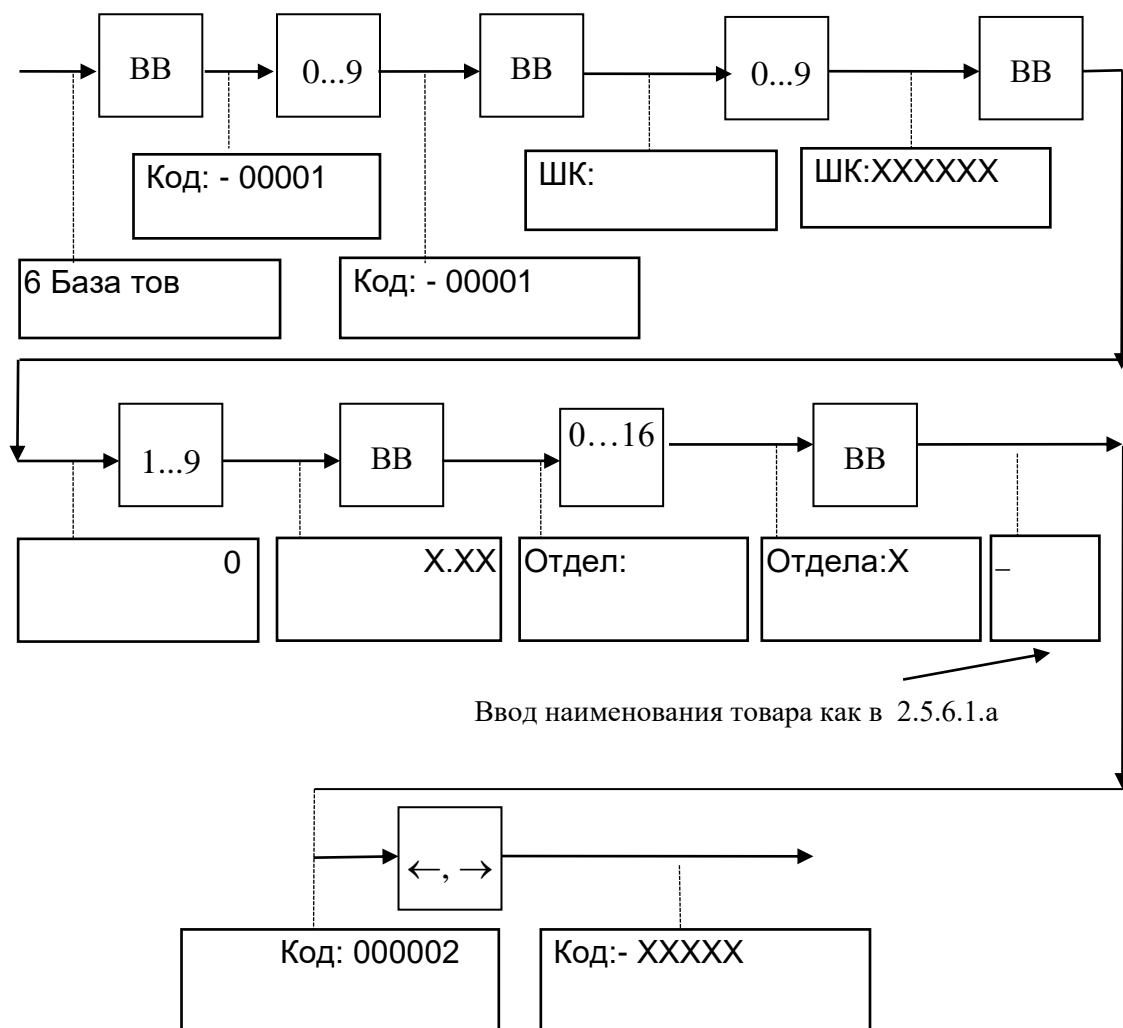 ВВ
0...9
ВВ
0...9
ВВ
Код: - 00001
ШК:
ШК:XXXXXX
6 База тов
Код: - 00001
1...9
ВВ
0…16
ВВ
0
X.XX
Отдел:
Отдела:X
_
Ввод наименования товара как в 2.5.6.1.а
←, →
Код: 000002
Код:- XXXXX